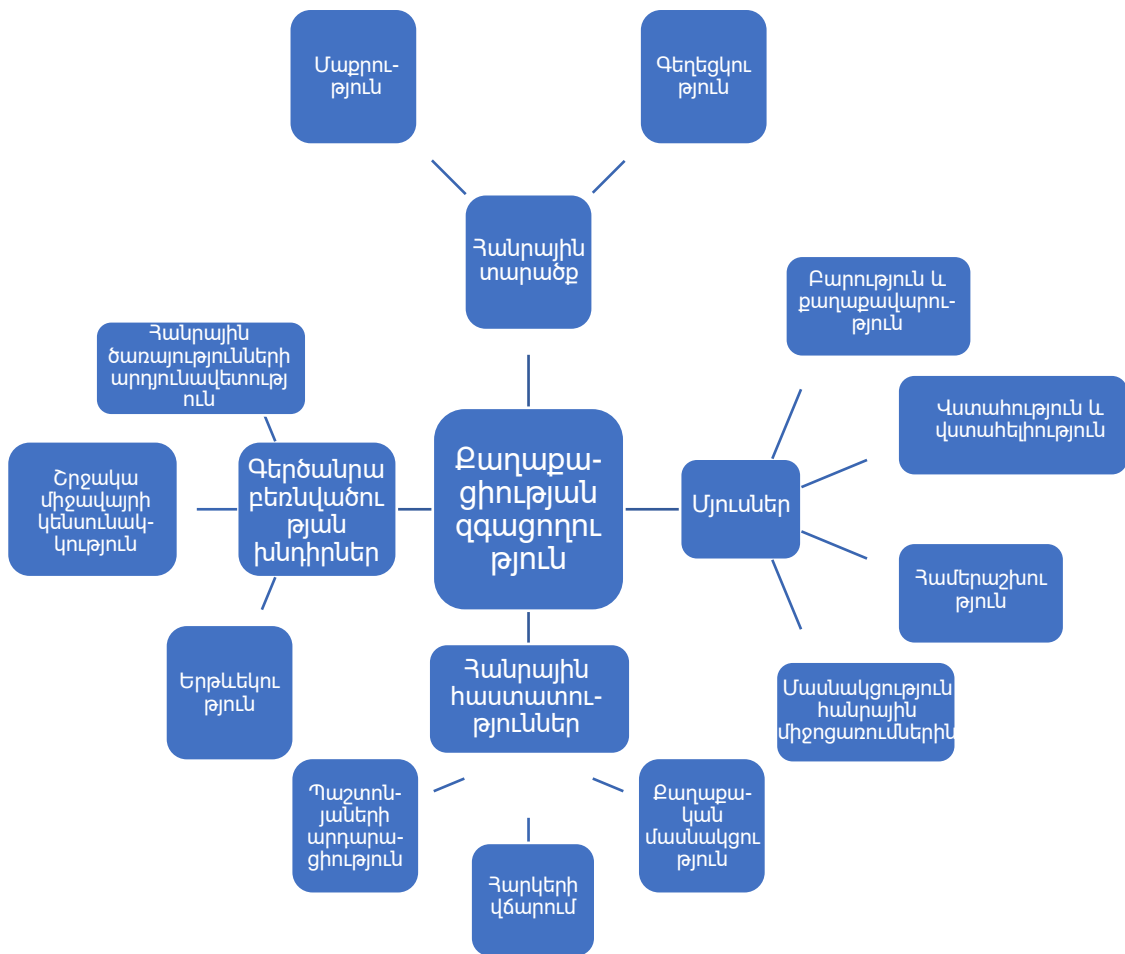 Մաքրու-
թյուն
Գեղեցկու
թյուն
Հանրային
տարածք
Բարություն և
քաղաքավարու-
թյուն
Հանրային
ծառայությունների
արդյունավետությ
ուն
Վստահություն և
վստահելիություն
Քաղաքա-
ցիության
զգացողու
թյուն
Գերծանրա
բեռնվածու
թյան
խնդիրներ
Շրջակա
միջավայրի
կենսունակ-
կություն
Մյուսներ
Համերաշխու
թյուն
Երթևեկու
թյուն
Հանրային
հաստատու-
թյուններ
Մասնակցություն
հանրային
միջոցառումներին
Պաշտոն-
յաների
արդարա-
ցիություն
Քաղաքա-
կան
մասնակցու
թյուն
Հարկերի
վճարում